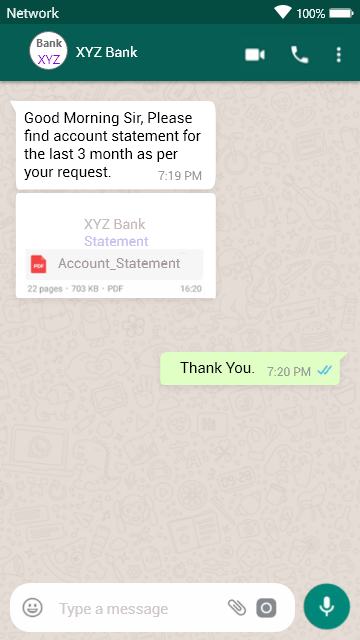 Network 100%
Bank
XYZ
XYZ Bank
Good Morning Sir, Please
find account statement for
the last 3 month as per
your request. 7:19 PM
XYZ Bank
Statement
PDF Account_Statement
22 pages · 703 KB · PDF 16:20
Thank You. 7:20 PM
Type a message